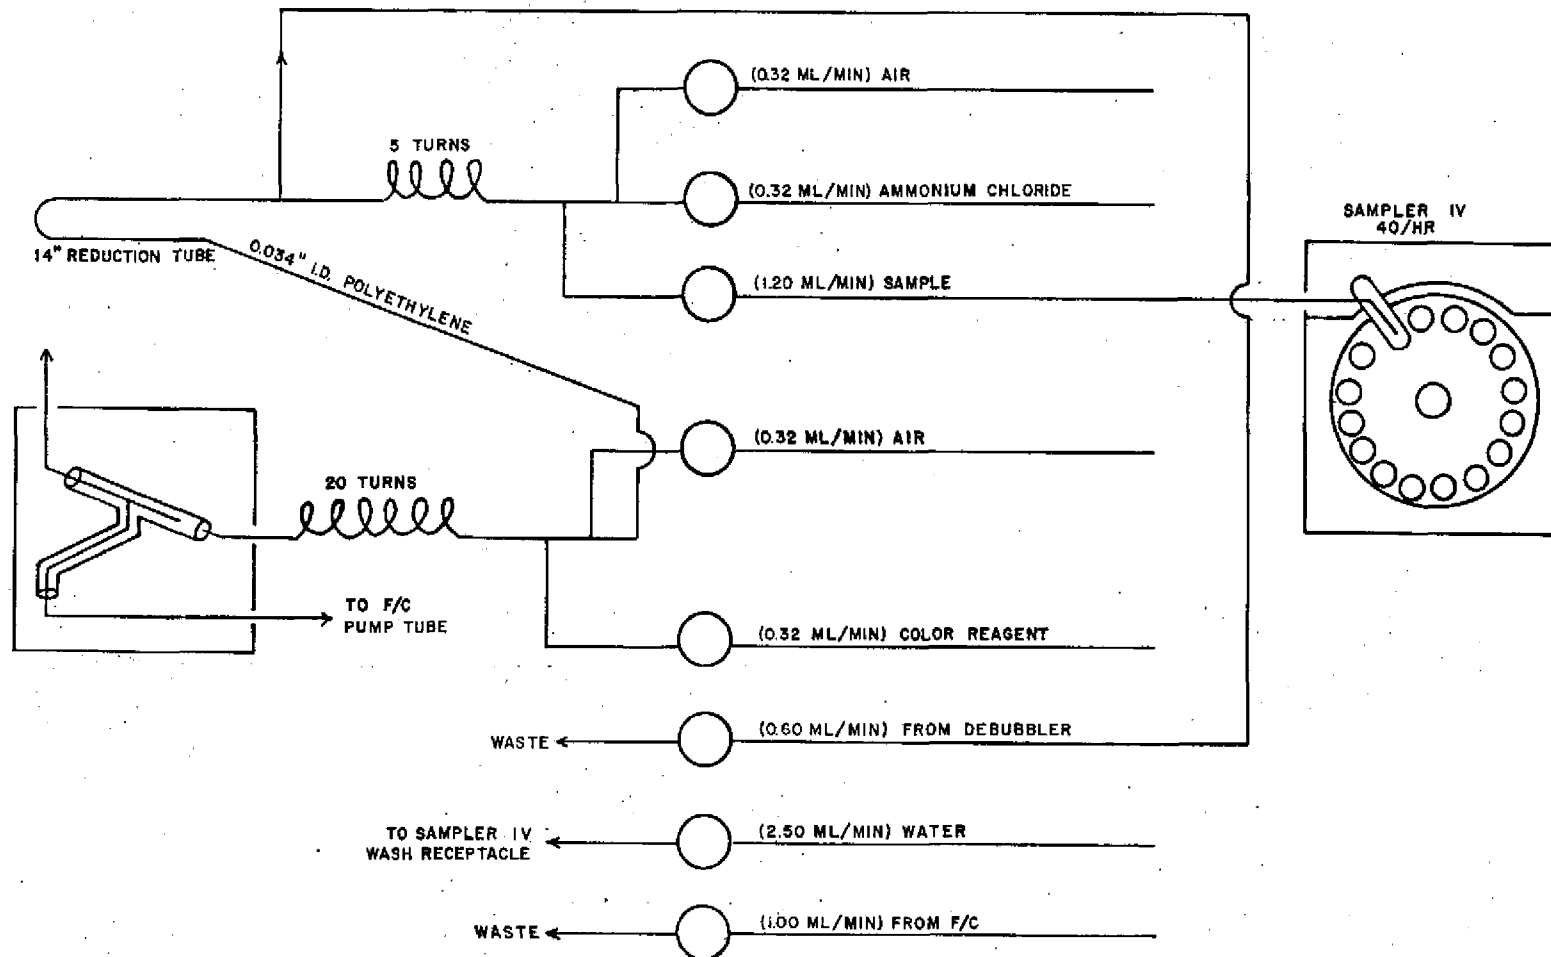 (0.32 ML/MIN) AIR
5 TURNS
(0.32 ML/MIN) AMMONIUM CHLORIDE
SAMPLER IV
40/HR
14" REDUCTION TUBE
0.034" I.D. POLYETHYLENE
(1.20 ML/MIN) SAMPLE
(0.32 ML/MIN) AIR
20 TURNS
TO F/C
PUMP TUBE
(0.32 ML/MIN) COLOR REAGENT
WASTE
(0.60 ML/MIN) FROM DEBUBBLER
TO SAMPLER IV
WASH RECEPTACLE
(2.50 ML/MIN) WATER
WASTE
(1.00 ML/MIN) FROM F/C